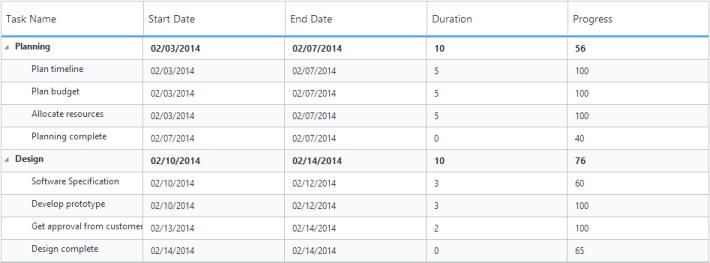 Task Name Start Date End Date Duration Progress
Planning 02/03/2014 02/07/2014 10 56
Plan timeline 02/03/2014 02/07/2014 5 100
Plan budget 02/03/2014 02/07/2014 5 100
Allocate resources 02/03/2014 02/07/2014 5 100
Planning complete 02/07/2014 02/07/2014 0 40
Design 02/10/2014 02/14/2014 10 76
Software Specification 02/10/2014 02/12/2014 3 60
Develop prototype 02/10/2014 02/12/2014 3 100
Get approval from customer 02/13/2014 02/14/2014 2 100
Design complete 02/14/2014 02/14/2014 0 65